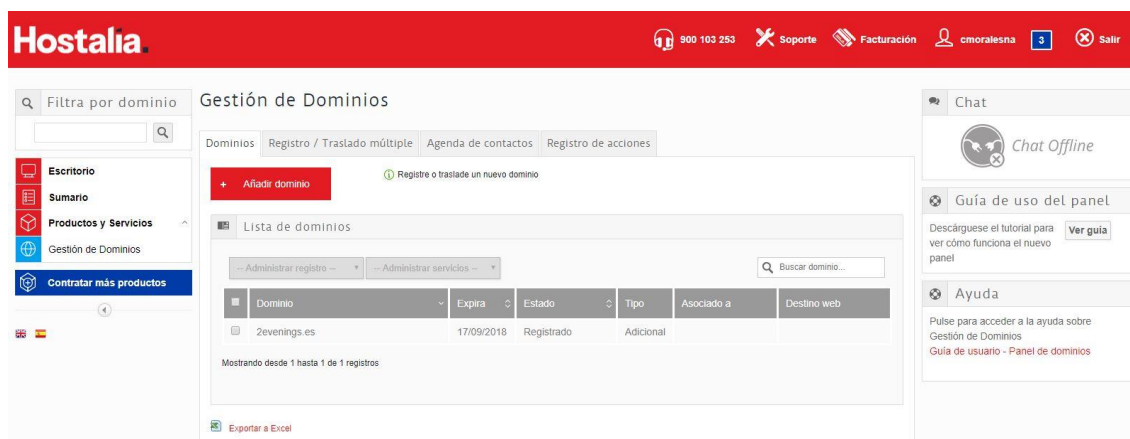 Hostalia.
900 103 253
Soporte
Facturación
cmoralesna
3
Salir
Filtra por dominio
Escritorio
Sumario
Productos y Servicios
Gestión de Dominios
Contratar más productos
Gestión de Dominios
Dominios Registro / Traslado múltiple Agenda de contactos Registro de acciones
+ Añadir dominio
Registre o traslade un nuevo dominio
Lista de dominios
-- Administrar registro -- -- Administrar servicios -- Buscar dominio...
Dominio Expira Estado Tipo Asociado a Destino web
2evenings.es 17/09/2018 Registrado Adicional
Mostrando desde 1 hasta 1 de 1 registros
Exportar a Excel
Chat
Chat Offline
Guía de uso del panel
Descárguese el tutorial para
ver cómo funciona el nuevo
panel
Ver guía
Ayuda
Pulse para acceder a la ayuda sobre
Gestión de Dominios
Guía de usuario - Panel de dominios